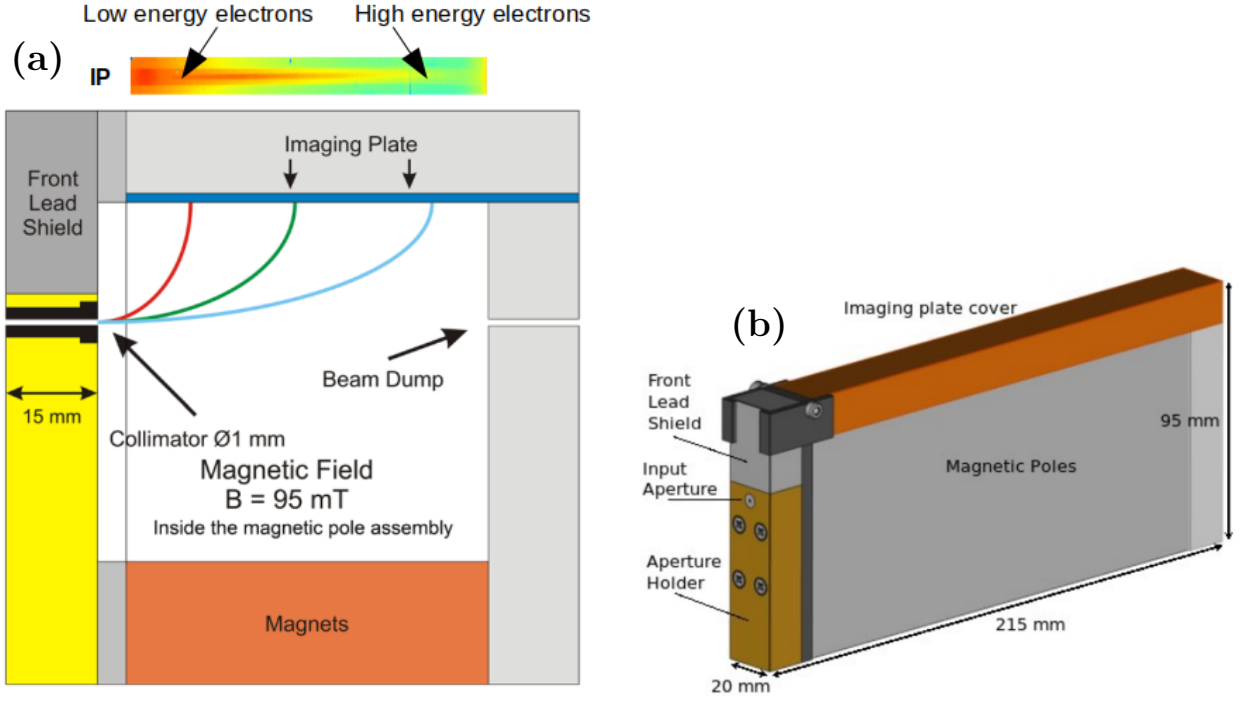 Low energy electrons
High energy electrons
(a)
IP
Imaging Plate
Front
Lead
Shield
Beam Dump
15 mm
Collimator Ø1 mm
Magnetic Field
B = 95 mT
Inside the magnetic pole assembly
Magnets
(b)
Imaging plate cover
Front
Lead
Shield
95 mm
Input
Aperture
Magnetic Poles
Aperture
Holder
215 mm
20 mm